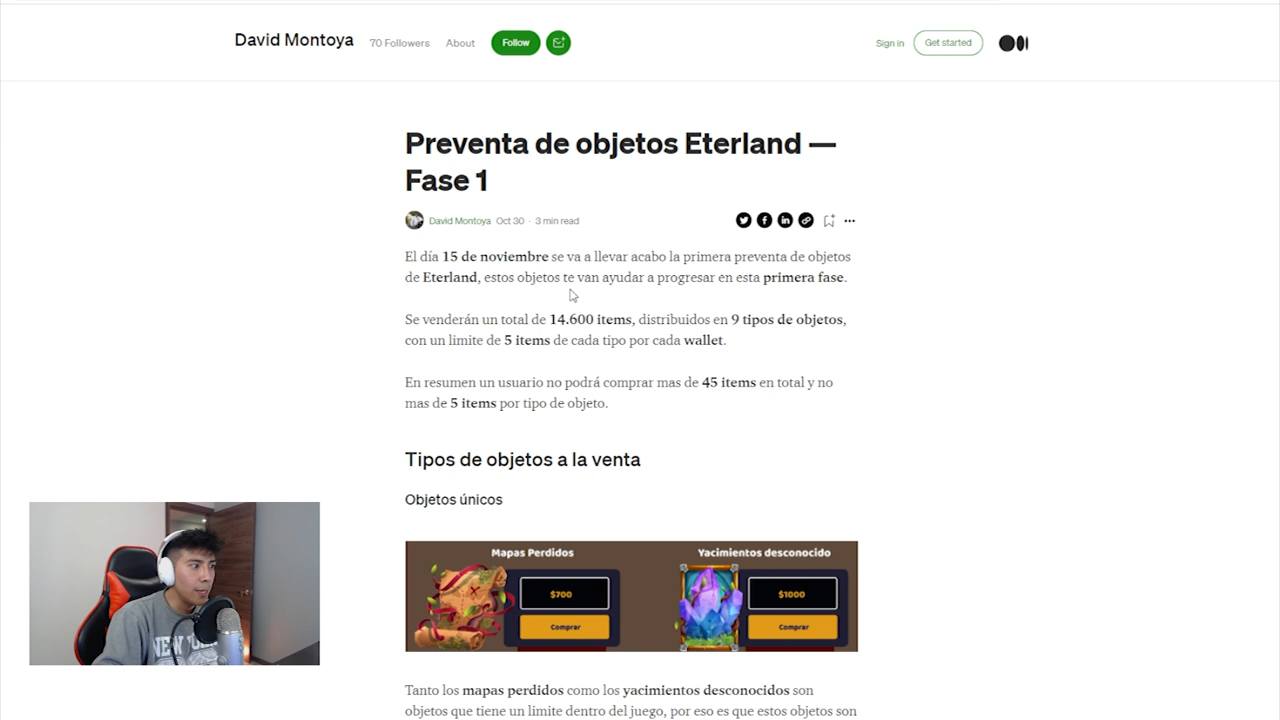 David Montoya 70 Followers About Follow Sign in Get started
Preventa de objetos Eterland —
Fase 1
David Montoya Oct 30 · 3 min read
El día 15 de noviembre se va a llevar acabo la primera preventa de objetos
de Eterland, estos objetos te van ayudar a progresar en esta primera fase.
Se venderán un total de 14.600 items, distribuidos en 9 tipos de objetos,
con un limite de 5 items de cada tipo por cada wallet.
En resumen un usuario no podrá comprar mas de 45 items en total y no
mas de 5 items por tipo de objeto.
Tipos de objetos a la venta
Objetos únicos
Mapas Perdidos Yacimientos desconocido
$700 $1000
Comprar Comprar
Tanto los mapas perdidos como los yacimientos desconocidos son
objetos que tiene un limite dentro del juego, por eso es que estos objetos son
NEW